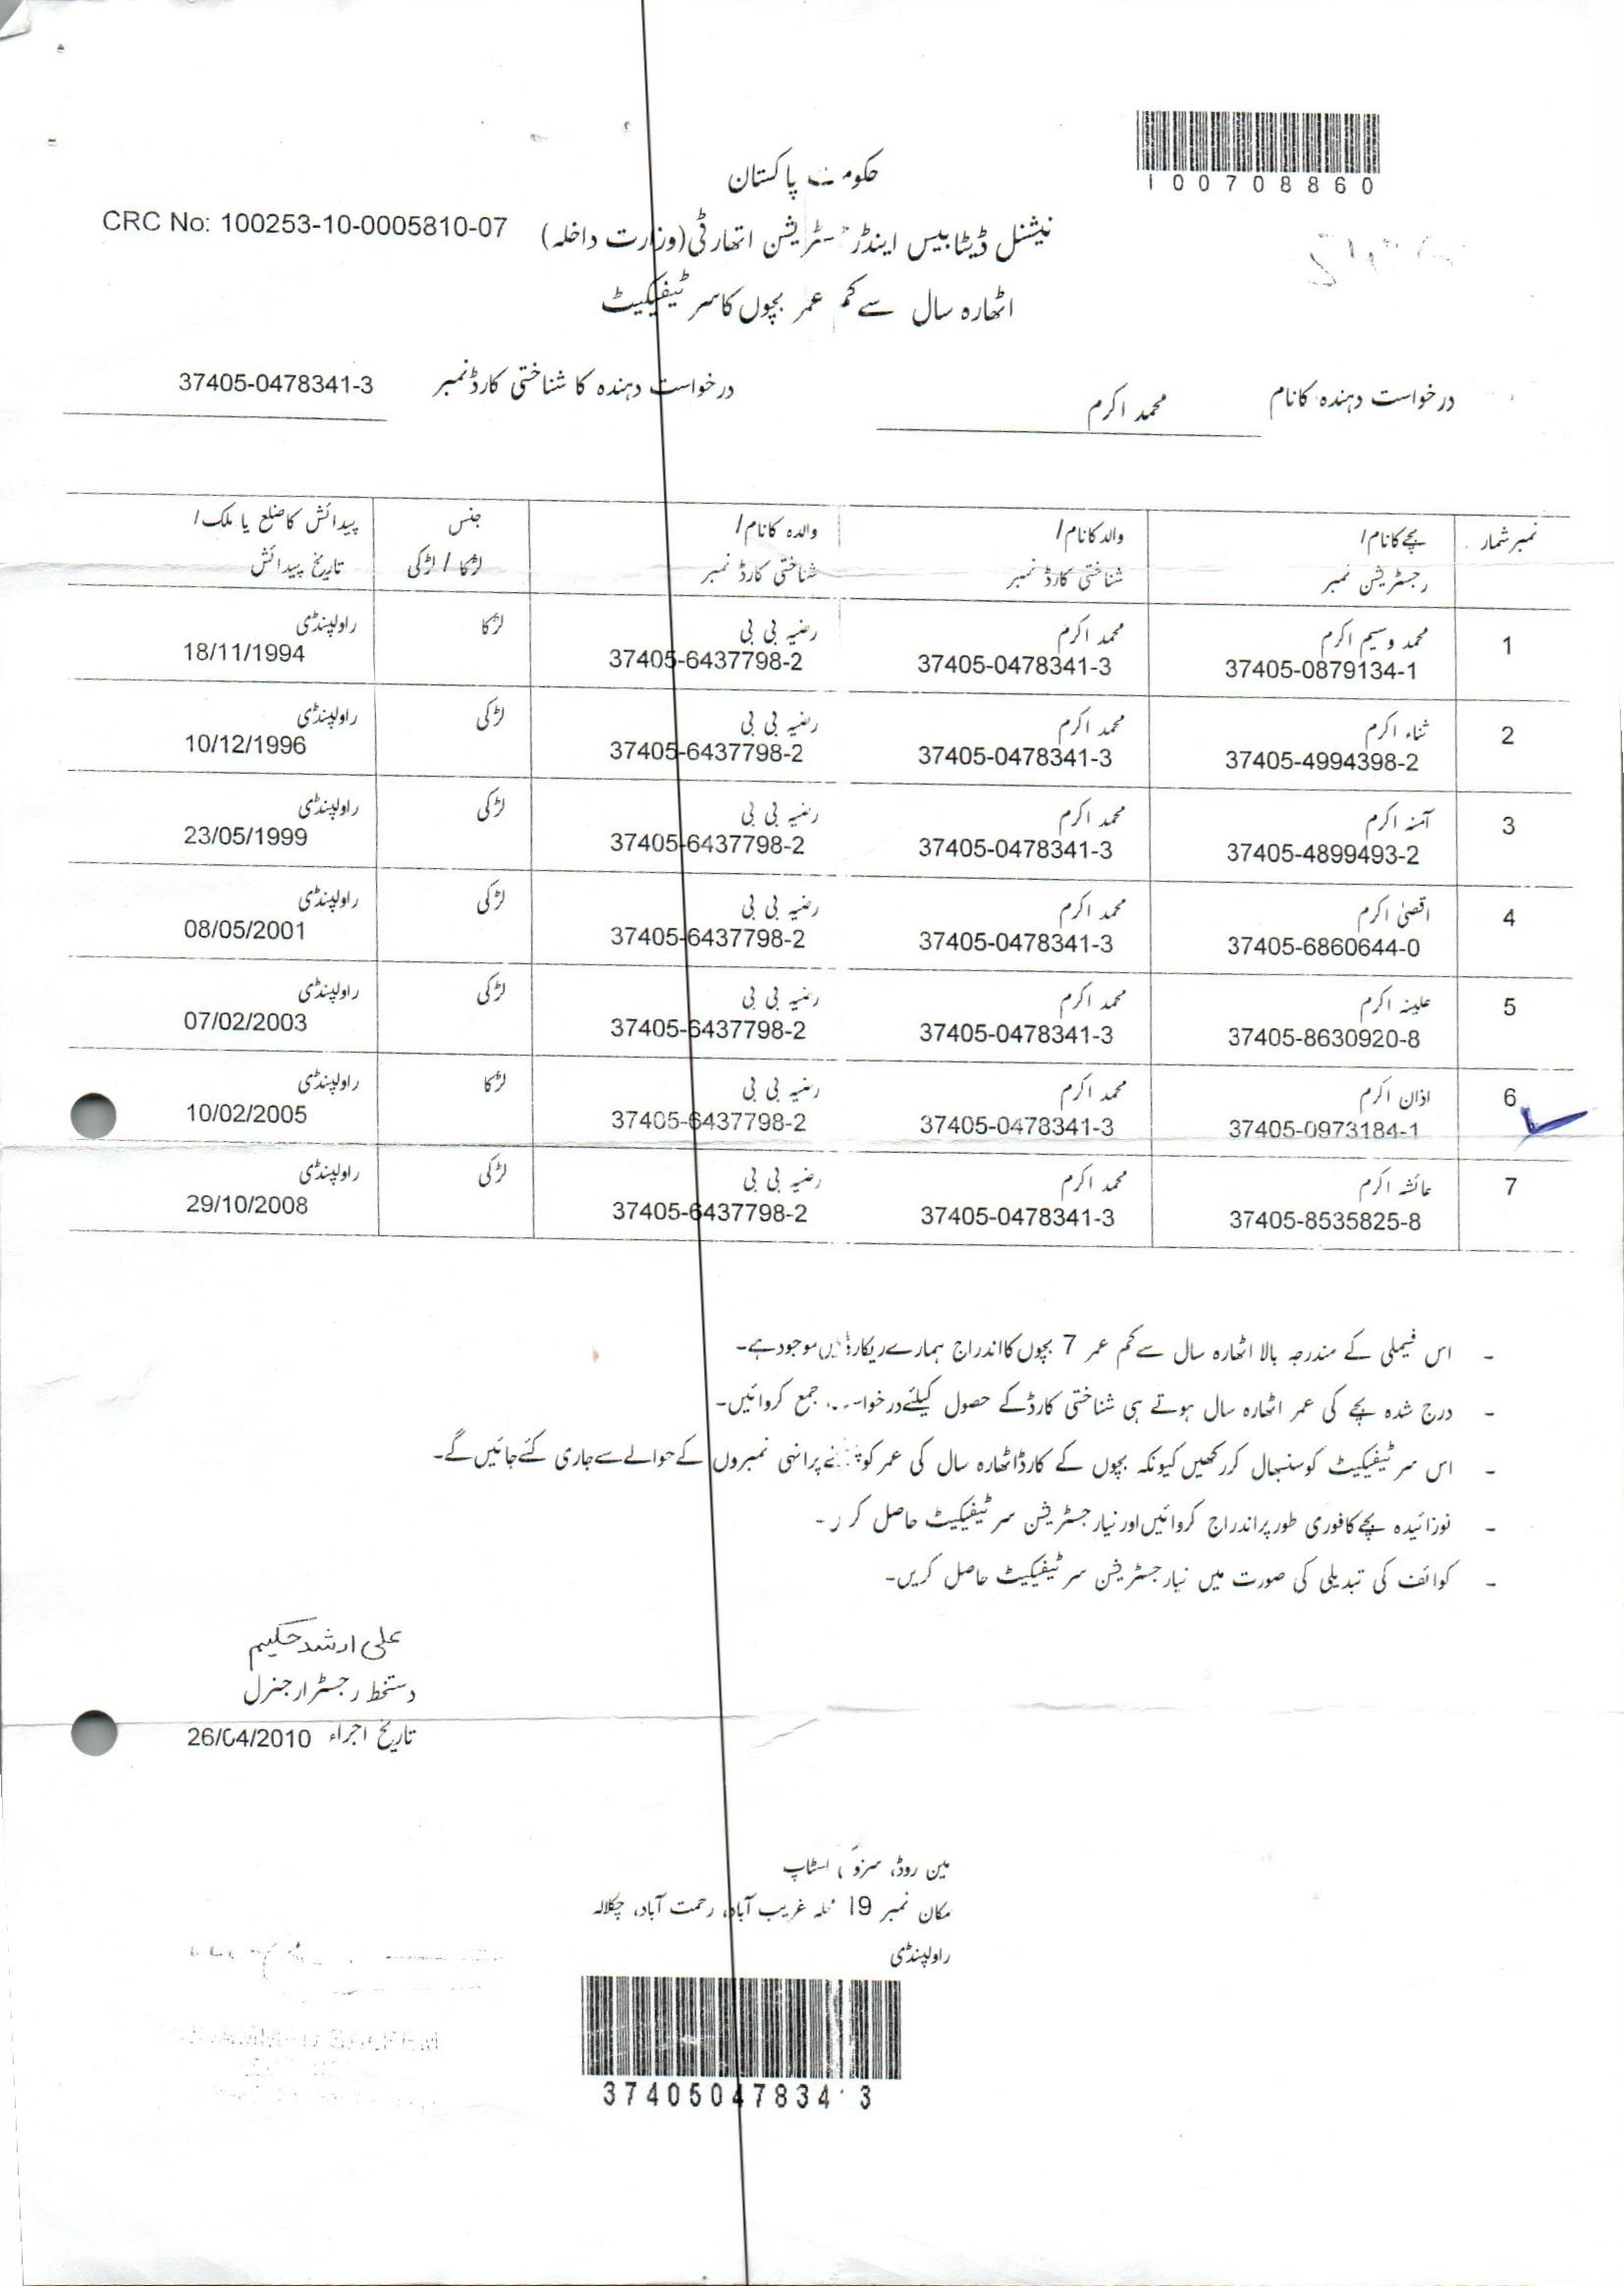 I00708860
حکومت پاکستان
CRC No: 100253-10-0005810-07
نیشنل ڈیٹابیس اینڈ رجسٹریشن اتھارٹی (وزارت داخلہ)
اٹھارہ سال سے کم عمر بچوں کا سرٹیفیکیٹ
درخواست دہندہ کا نام محمد اکرم درخواست دہندہ کا شناختی کارڈ نمبر 37405-0478341-3
نمبر شمار بچے کا نام/ والد کا نام/ والدہ کا نام/ جنس پیدائش کا ضلع یا ملک/
رجسٹریشن نمبر شناختی کارڈ نمبر شناختی کارڈ نمبر لڑکا / لڑکی تاریخ پیدائش
1 محمد وسیم اکرم محمد اکرم رضیہ بی بی لڑکا راولپنڈی
37405-0879134-1 37405-0478341-3 37405-6437798-2 18/11/1994
2 ثناء اکرم محمد اکرم رضیہ بی بی لڑکی راولپنڈی
37405-4994398-2 37405-0478341-3 37405-6437798-2 10/12/1996
3 آمنہ اکرم محمد اکرم رضیہ بی بی لڑکی راولپنڈی
37405-4899493-2 37405-0478341-3 37405-6437798-2 23/05/1999
4 اقصیٰ اکرم محمد اکرم رضیہ بی بی لڑکی راولپنڈی
37405-6860644-0 37405-0478341-3 37405-6437798-2 08/05/2001
5 علینہ اکرم محمد اکرم رضیہ بی بی لڑکی راولپنڈی
37405-8630920-8 37405-0478341-3 37405-6437798-2 07/02/2003
6 اذان اکرم محمد اکرم رضیہ بی بی لڑکا راولپنڈی
37405-0973184-1 37405-0478341-3 37405-6437798-2 10/02/2005
7 عائشہ اکرم محمد اکرم رضیہ بی بی لڑکی راولپنڈی
37405-8535825-8 37405-0478341-3 37405-6437798-2 29/10/2008
- اس فیملی کے مندرجہ بالا اٹھارہ سال سے کم عمر 7 بچوں کا اندراج ہمارے ریکارڈ میں موجود ہے۔
- درج شدہ بچے کی عمر اٹھارہ سال ہوتے ہی شناختی کارڈ کے حصول کیلئے درخواست جمع کروائیں۔
- اس سرٹیفیکیٹ کو سنبھال کر رکھیں کیونکہ بچوں کے کارڈ اٹھارہ سال کی عمر کو پہنچنے پر انہی نمبروں کے حوالے سے جاری کئے جائیں گے۔
- نوزائیدہ بچے کا فوری طور پر اندراج کروائیں اور نیا رجسٹریشن سرٹیفیکیٹ حاصل کریں۔
- کوائف کی تبدیلی کی صورت میں نیا رجسٹریشن سرٹیفیکیٹ حاصل کریں۔
علی ارشد حکیم
دستخط رجسٹرار جنرل
تاریخ اجراء 26/04/2010
مین روڈ، اسٹاپ
مکان نمبر 19 محلہ غریب آباد، رحمت آباد، چکلالہ
راولپنڈی
37405047834 3